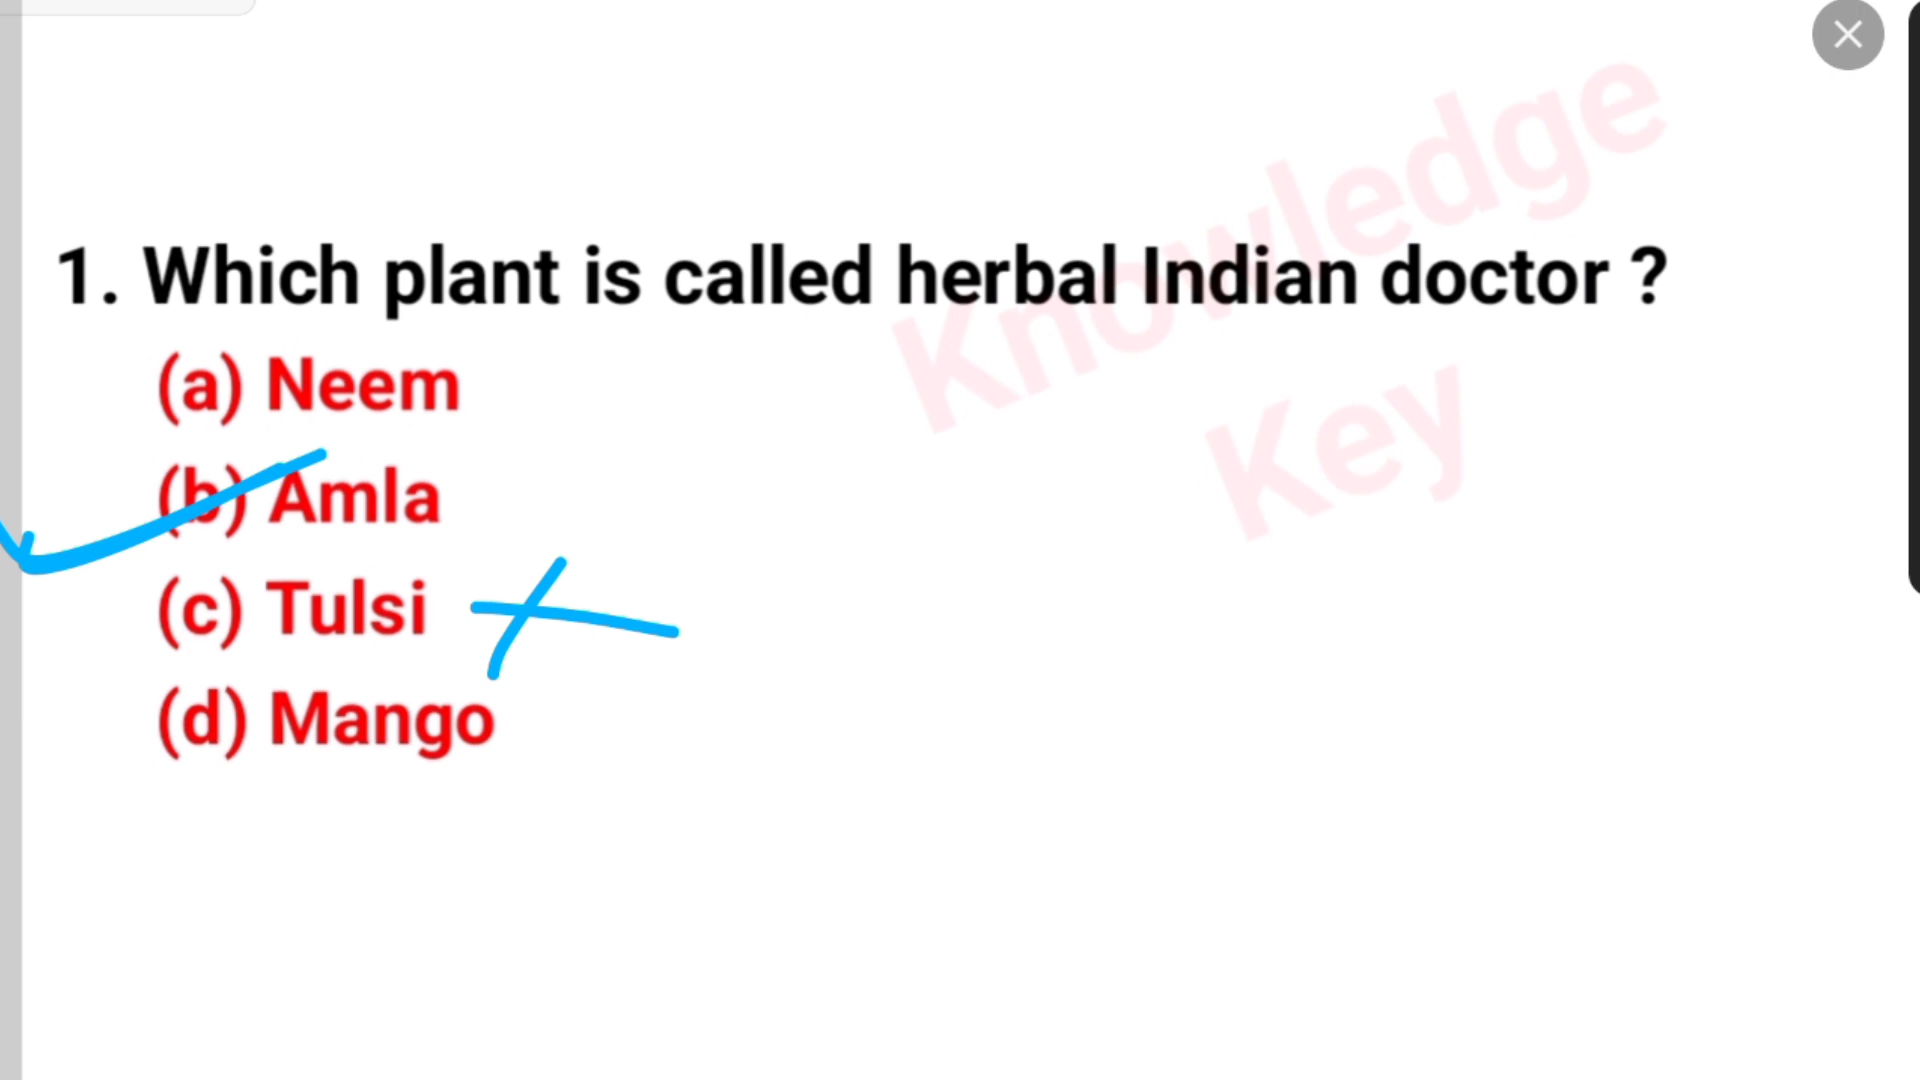 Knowledge
Key
1. Which plant is called herbal Indian doctor ?
(a) Neem
(b) Amla
(c) Tulsi
(d) Mango